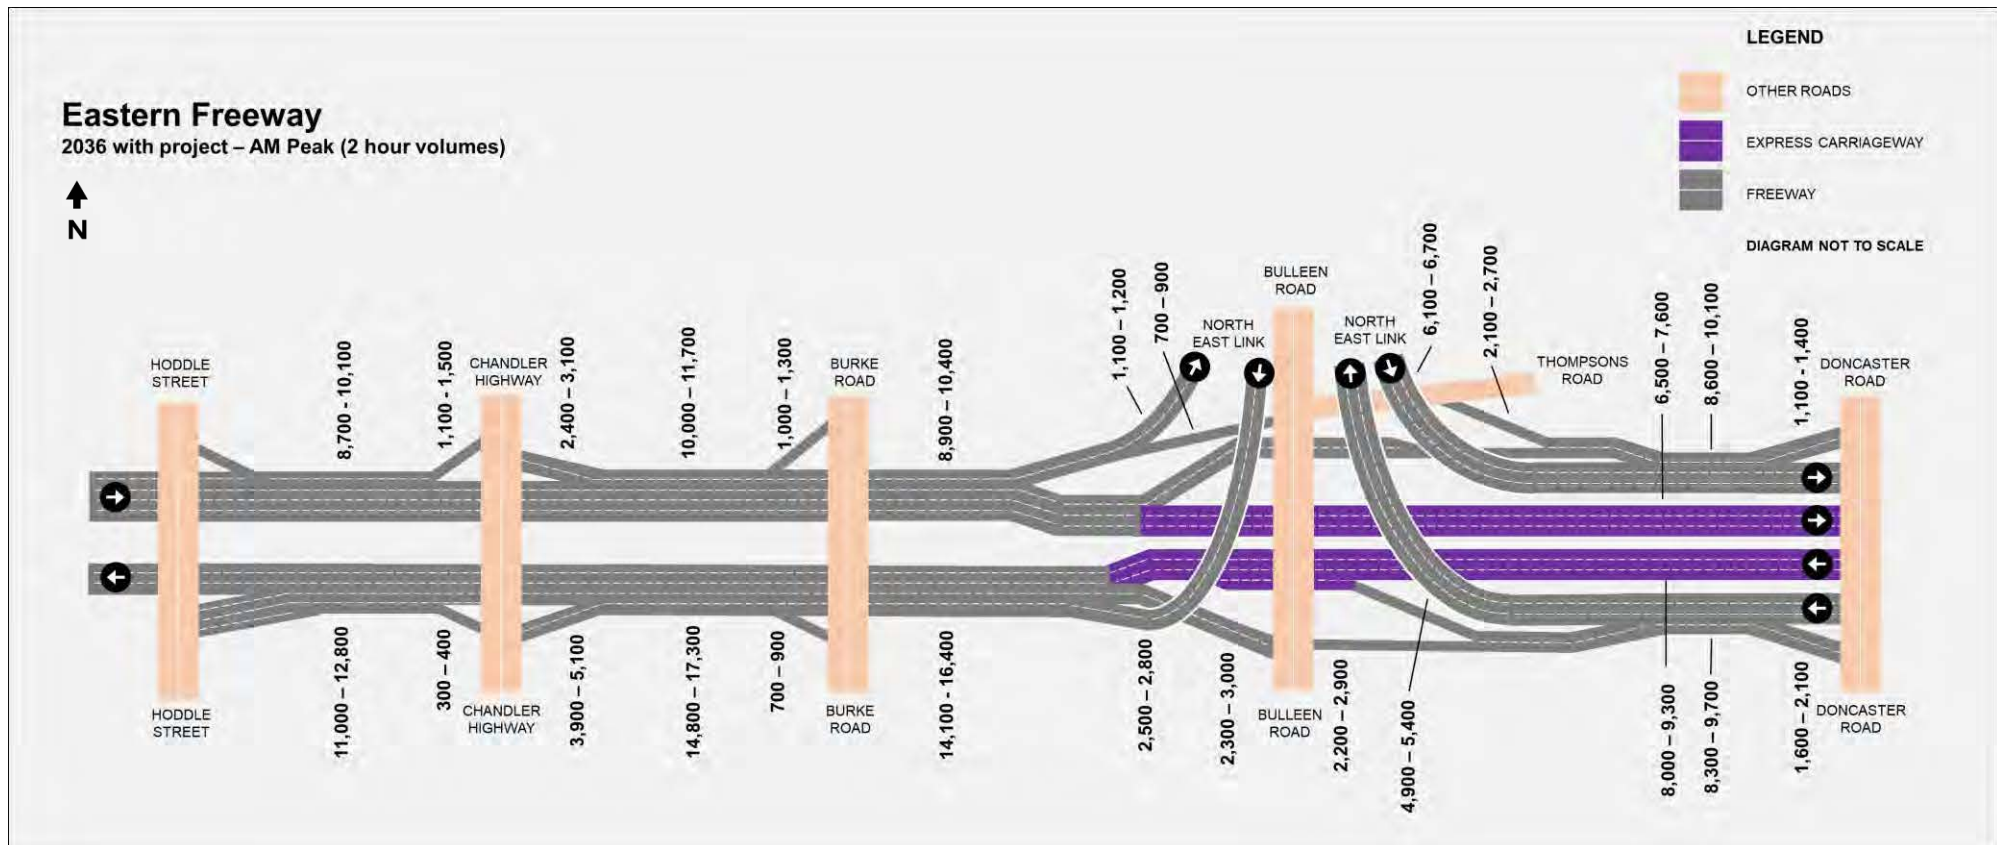 LEGEND
OTHER ROADS
EXPRESS CARRIAGEWAY
FREEWAY
DIAGRAM NOT TO SCALE
Eastern Freeway
2036 with project – AM Peak (2 hour volumes)
N
HODDLE
STREET
8,700 - 10,100
1,100 - 1,500
CHANDLER
HIGHWAY
2,400 – 3,100
10,000 – 11,700
1,000 – 1,300
BURKE
ROAD
8,900 – 10,400
1,100 – 1,200
700 – 900
NORTH
EAST LINK
BULLEEN
ROAD
NORTH
EAST LINK
6,100 – 6,700
2,100 – 2,700
THOMPSONS
ROAD
6,500 – 7,600
8,600 – 10,100
1,100 - 1,400
DONCASTER
ROAD
HODDLE
STREET
11,000 – 12,800
300 – 400
CHANDLER
HIGHWAY
3,900 – 5,100
14,800 – 17,300
700 – 900
BURKE
ROAD
14,100 - 16,400
2,500 – 2,800
2,300 – 3,000
BULLEEN
ROAD
2,200 – 2,900
4,900 – 5,400
8,000 – 9,300
8,300 – 9,700
1,600 – 2,100
DONCASTER
ROAD